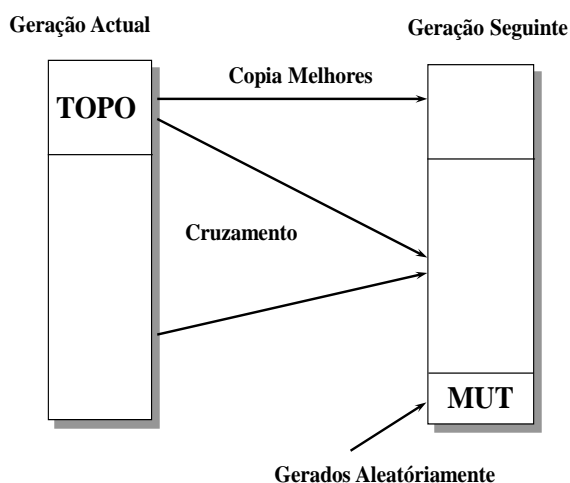 Geração Actual
Geração Seguinte
Copia Melhores
TOPO
Cruzamento
MUT
Gerados Aleatóriamente